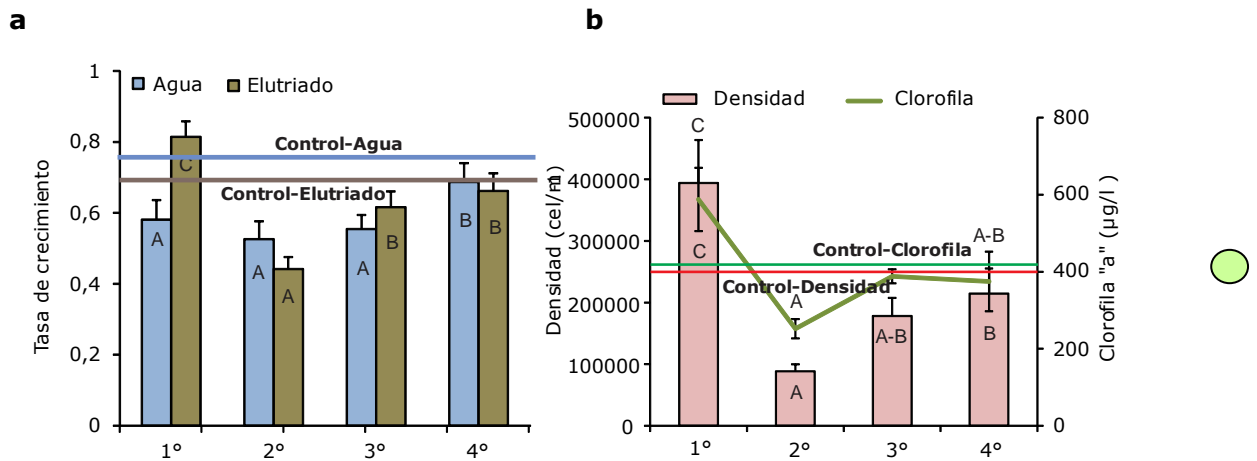 a
Agua
Elutriado
Tasa de crecimiento
1
0,8
0,6
0,4
,2
0
Control-Agua
Control-Elutriado
A
C
A
A
A
B
B
B
1°
2°
3°
4°
b
Densidad
Clorofila
Densidad (cel/ml)
500000
400000
300000
200000
100000
0
C
C
A
A
A-B
A-B
B
Control-Clorofila
Control-Densidad
800
600
400
200
0
Clorofila "a" (µg/l )
1°
2°
3°
4°